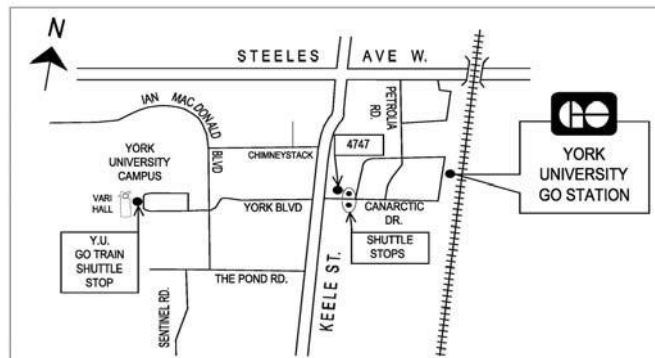 N
STEELES AVE W.
IAN MAC DONALD BLVD
PETROLIA
RD.
GO
YORK
UNIVERSITY
CAMPUS
CHIMNEYSTACK
4747
YORK
UNIVERSITY
GO STATION
VARI
HALL
YORK BLVD
CANARCTIC
DR.
Y.U.
GO TRAIN
SHUTTLE
STOP
SHUTTLE
STOPS
THE POND RD.
KEELE ST.
SENTINEL RD.